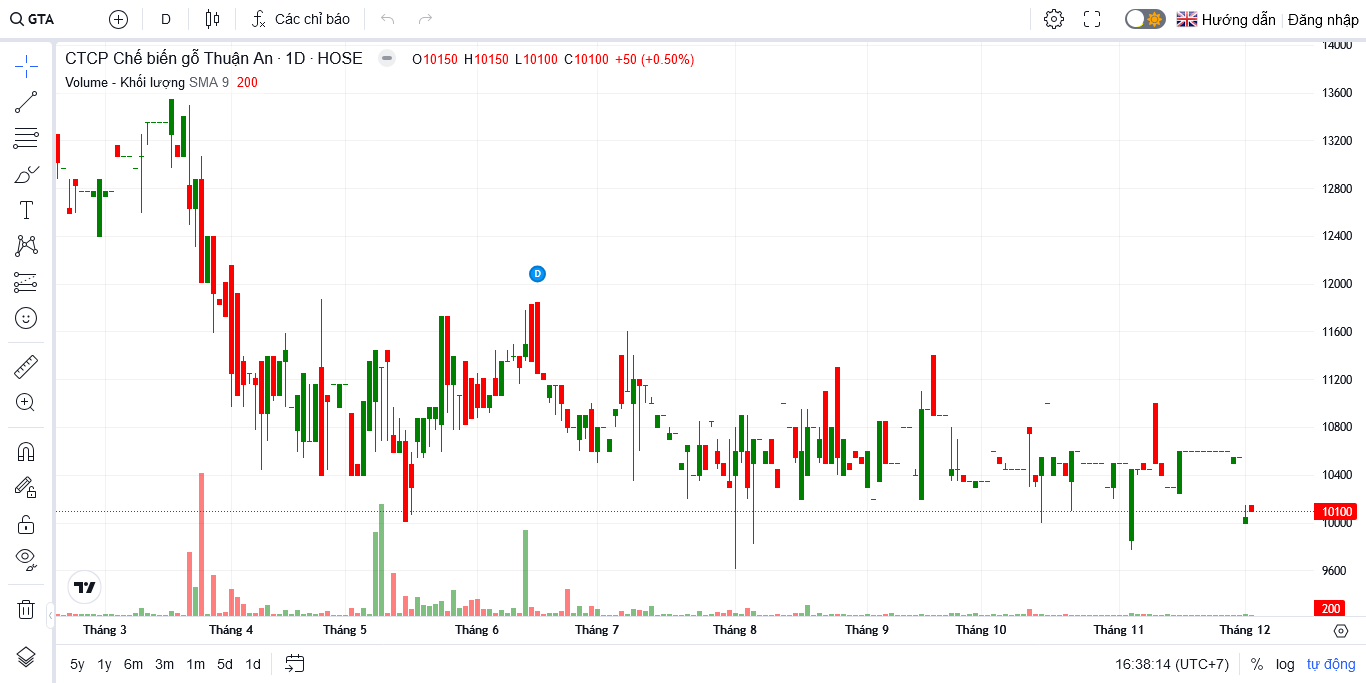 GTA D Các chỉ báo Hướng dẫn Đăng nhập
CTCP Chế biến gỗ Thuận An · 1D · HOSE O10150 H10150 L10100 C10100 +50 (+0.50%)
Volume - Khối lượng SMA 9 200
D
14000
13600
13200
12800
12400
12000
11600
11200
10800
10400
10100
10000
9600
200
Tháng 3 Tháng 4 Tháng 5 Tháng 6 Tháng 7 Tháng 8 Tháng 9 Tháng 10 Tháng 11 Tháng 12
5y 1y 6m 3m 1m 5d 1d 16:38:14 (UTC+7) % log tự động